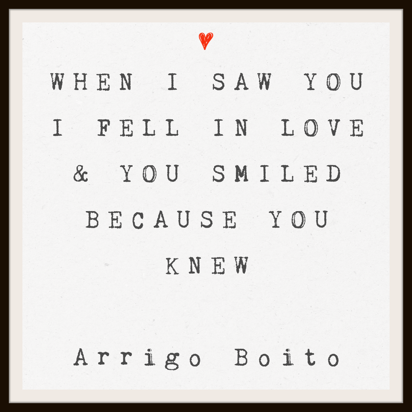 WHEN I SAW YOU
I FELL IN LOVE
& YOU SMILED
BECAUSE YOU
KNEW
Arrigo Boito